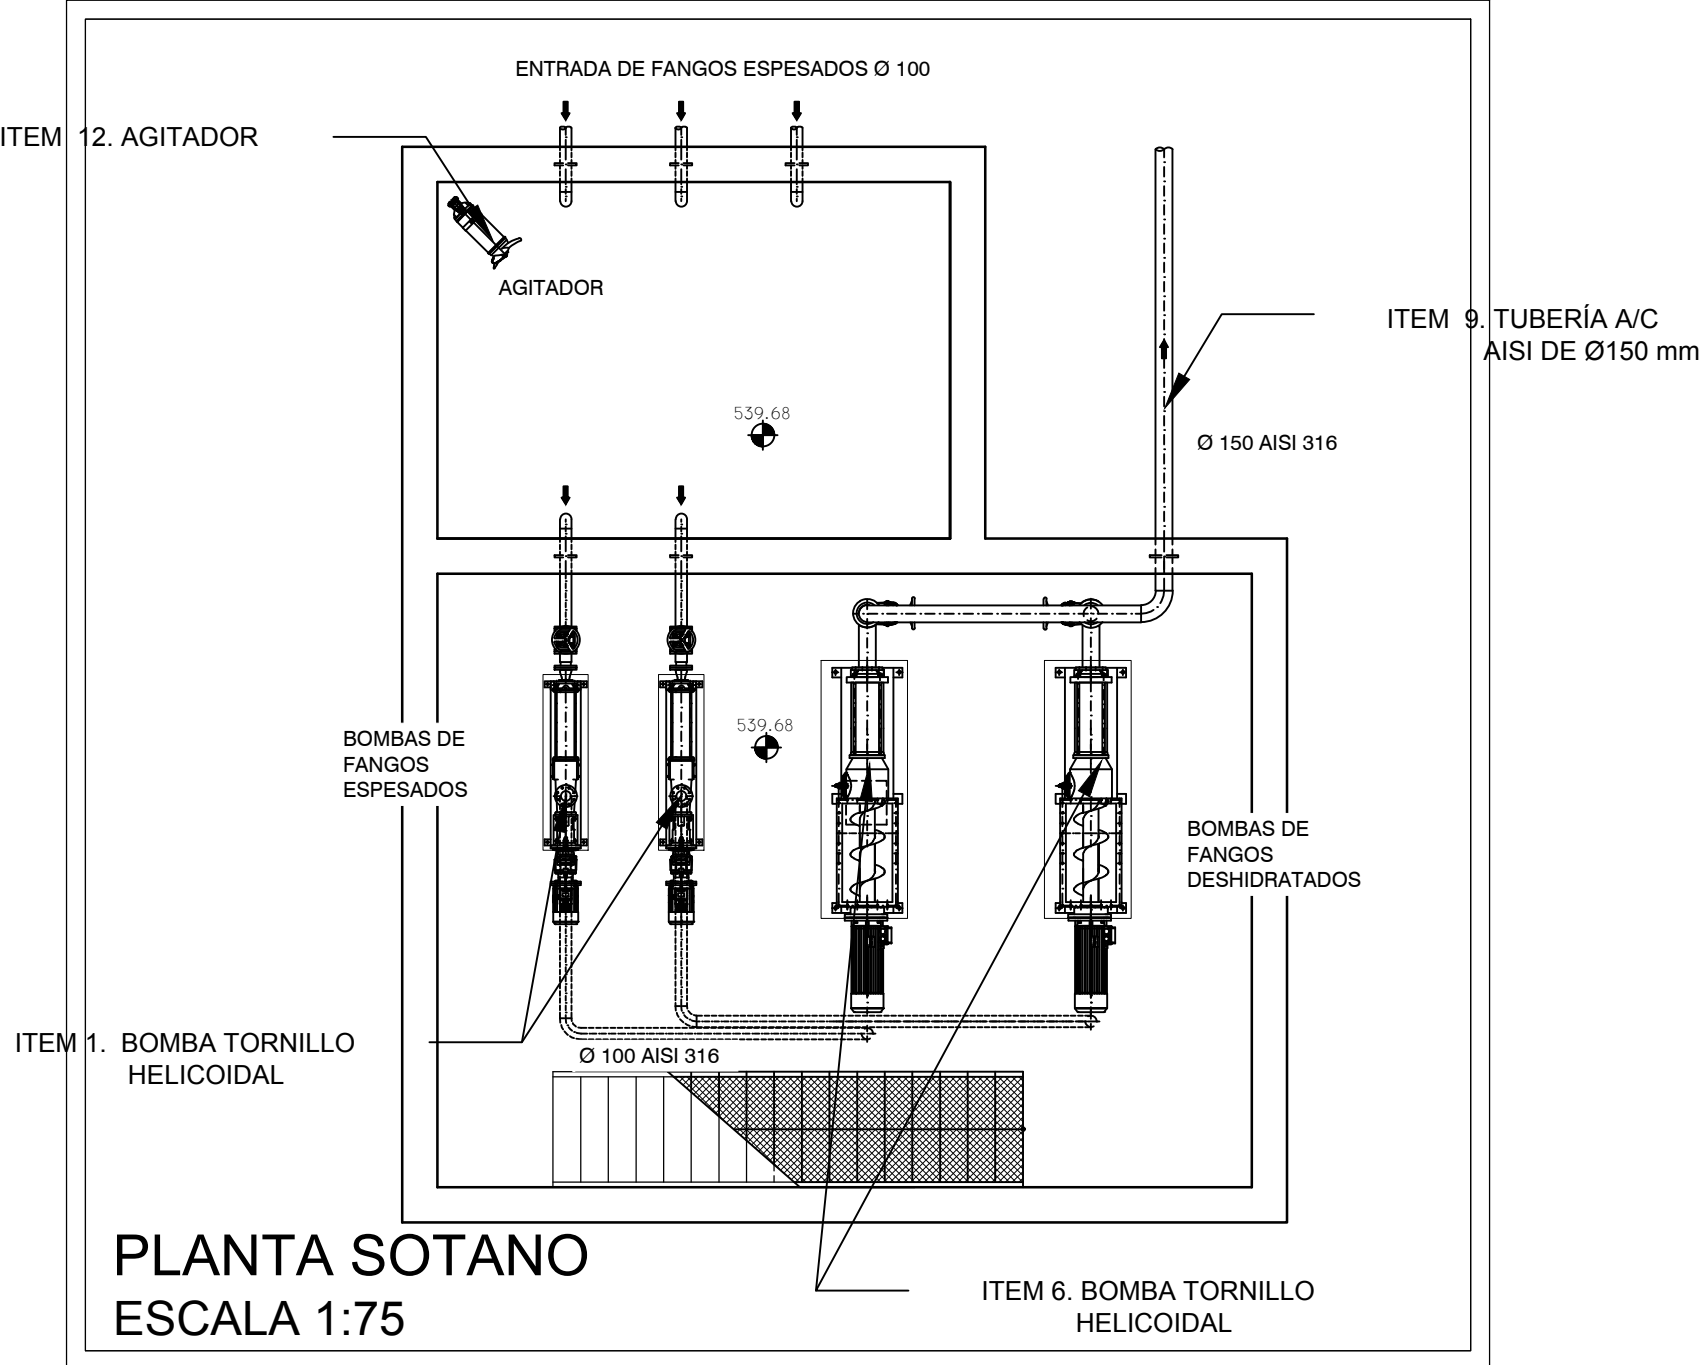 ENTRADA DE FANGOS ESPESADOS Ø 100
ITEM 12. AGITADOR
AGITADOR
ITEM 9. TUBERÍA A/C
AISI DE Ø150 mm
539.68
Ø 150 AISI 316
539.68
BOMBAS DE
FANGOS
ESPESADOS
BOMBAS DE
FANGOS
DESHIDRATADOS
ITEM 1. BOMBA TORNILLO
HELICOIDAL
Ø 100 AISI 316
PLANTA SOTANO
ESCALA 1:75
ITEM 6. BOMBA TORNILLO
HELICOIDAL